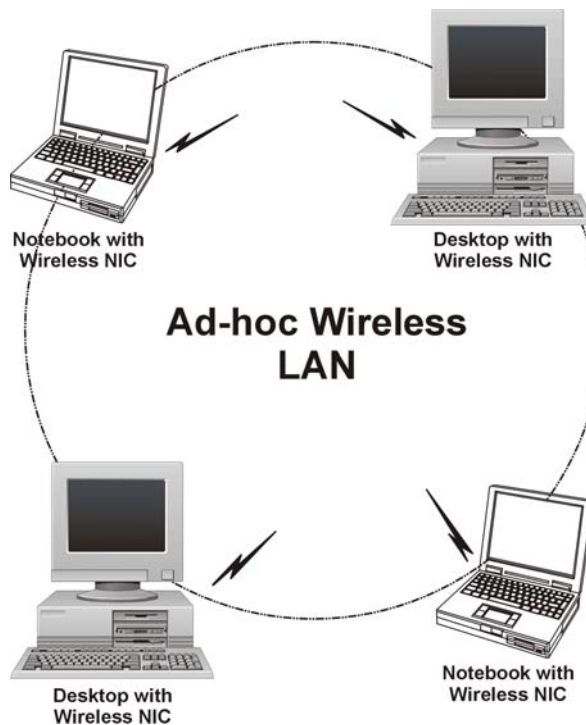 Notebook with
Wireless NIC
Desktop with
Wireless NIC
Ad-hoc Wireless
LAN
Desktop with
Wireless NIC
Notebook with
Wireless NIC